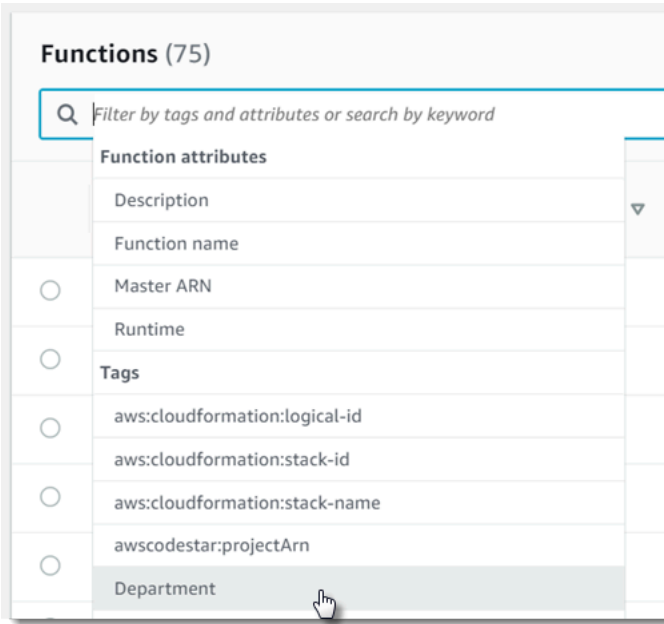 Functions (75)
Filter by tags and attributes or search by keyword
Function attributes
Description
Function name
Master ARN
Runtime
Tags
aws:cloudformation:logical-id
aws:cloudformation:stack-id
aws:cloudformation:stack-name
awscodestar:projectArn
Department